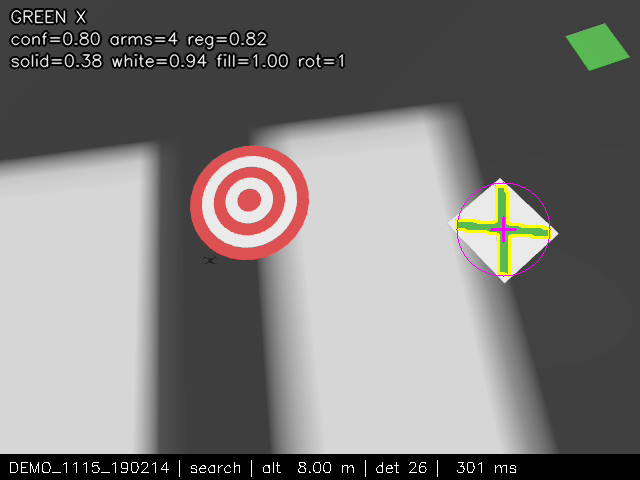 GREEN X
conf=0.80 arms=4 reg=0.82
solid=0.38 white=0.94 fill=1.00 rot=1
DEMO_1115_190214 | search | alt 8.00 m | det 26 | 301 ms